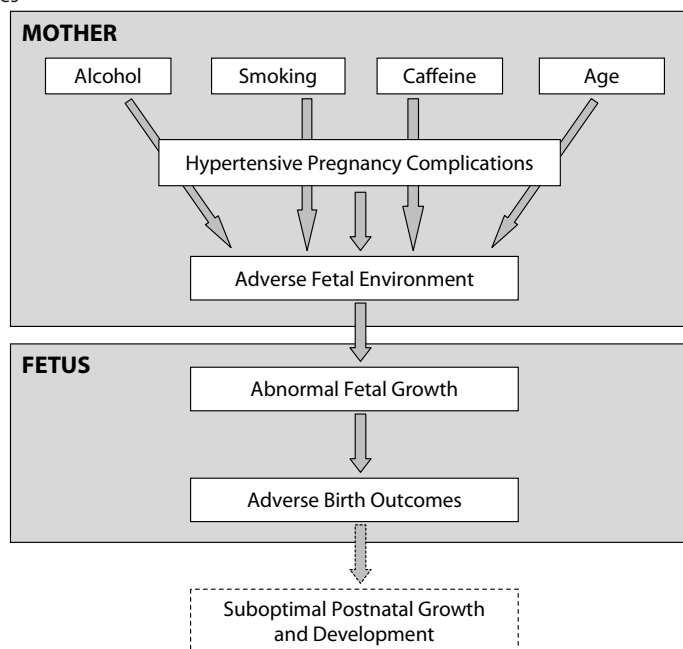 MOTHER
Alcohol
Smoking
Caffeine
Age
Hypertensive Pregnancy Complications
Adverse Fetal Environment
FETUS
Abnormal Fetal Growth
Adverse Birth Outcomes
Suboptimal Postnatal Growth
and Development